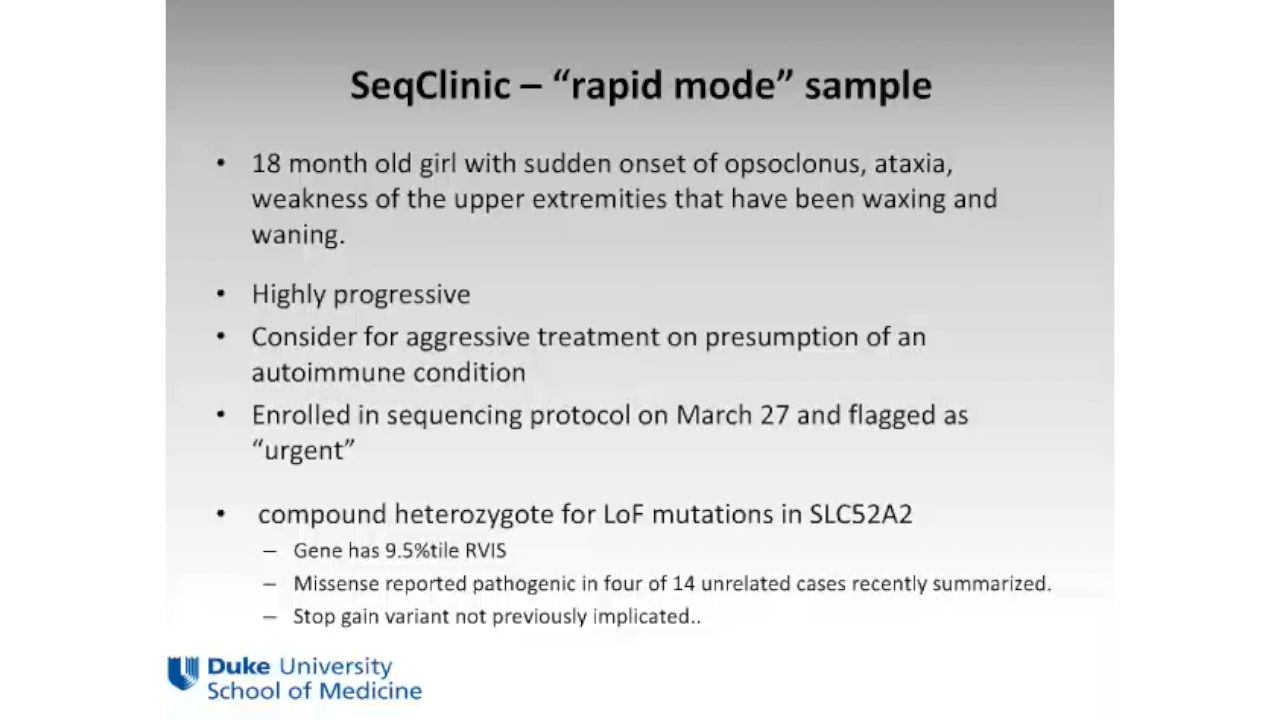 SeqClinic – “rapid mode” sample
• 18 month old girl with sudden onset of opsoclonus, ataxia,
weakness of the upper extremities that have been waxing and
waning.
• Highly progressive
• Consider for aggressive treatment on presumption of an
autoimmune condition
• Enrolled in sequencing protocol on March 27 and flagged as
“urgent”
• compound heterozygote for LoF mutations in SLC52A2
– Gene has 9.5%tile RVIS
– Missense reported pathogenic in four of 14 unrelated cases recently summarized.
– Stop gain variant not previously implicated..
Duke University
School of Medicine